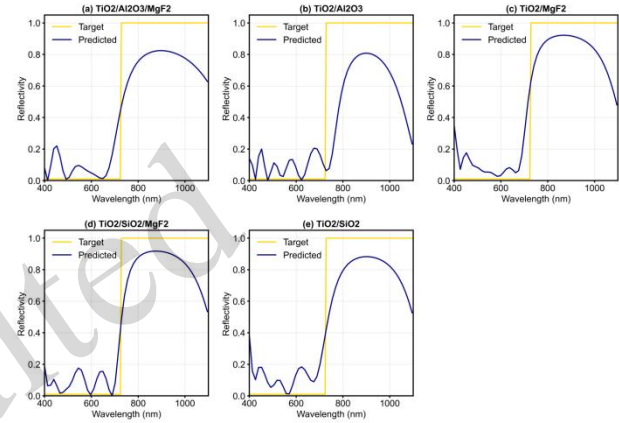 (a) TiO2/Al2O3/MgF2
(b) TiO2/Al2O3
(c) TiO2/MgF2
1.0
0.8
0.6
0.4
0.2
0.0
Reflectivity
Target
Predicted
400
600
800
1000
Wavelength (nm)
1.0
0.8
0.6
0.4
0.2
0.0
Reflectivity
Target
Predicted
400
600
800
1000
Wavelength (nm)
1.0
0.8
0.6
0.4
0.2
0.0
Reflectivity
Target
Predicted
400
600
800
1000
Wavelength (nm)
(d) TiO2/SiO2/MgF2
(e) TiO2/SiO2
1.0
0.8
0.6
0.4
0.2
0.0
Reflectivity
Target
Predicted
400
600
800
1000
Wavelength (nm)
1.0
0.8
0.6
0.4
0.2
0.0
Reflectivity
Target
Predicted
400
600
800
1000
Wavelength (nm)
lted